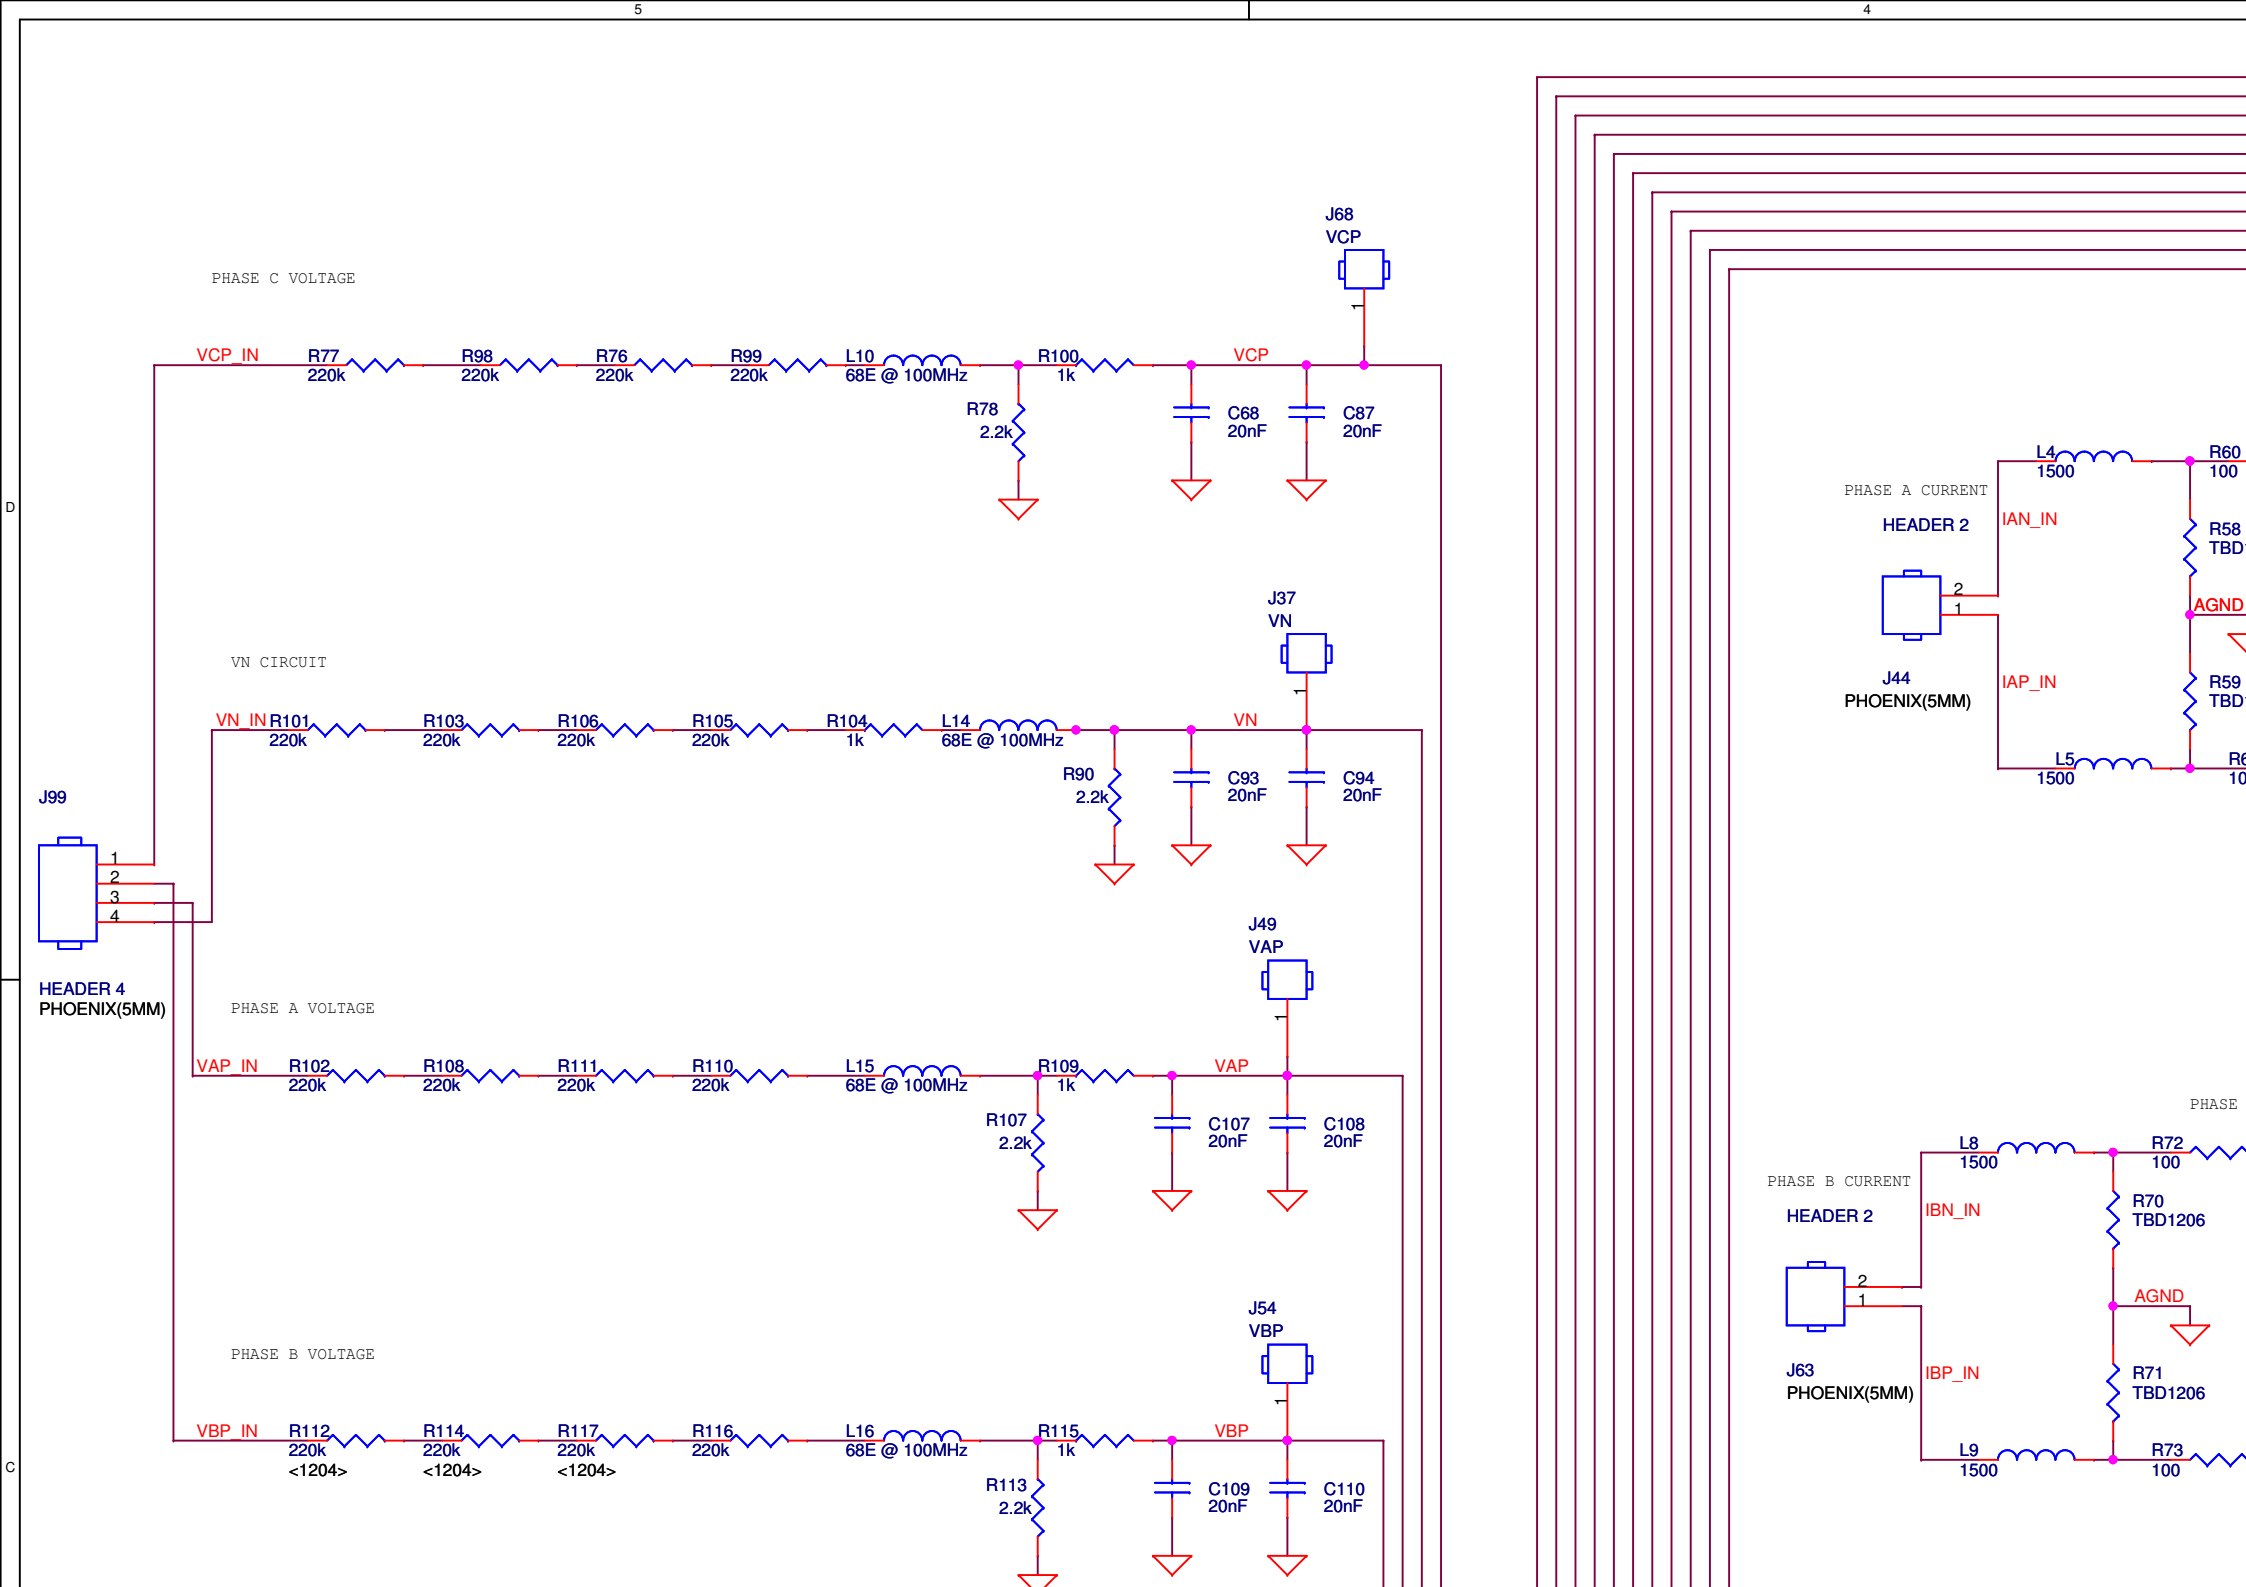 5
4
J68
VCP
1
PHASE C VOLTAGE
VCP_IN
R77
220k
R98
220k
R76
220k
R99
220k
L10
68E @ 100MHz
R100
1k
VCP
R78
2.2k
C68
20nF
C87
20nF
D
L4
1500
R60
100
PHASE A CURRENT
HEADER 2
IAN_IN
R58
TBD1
2
1
AGND
J44
PHOENIX(5MM)
IAP_IN
R59
TBD
L5
1500
R6
10
J37
VN
1
VN CIRCUIT
VN_IN
R101
220k
R103
220k
R106
220k
R105
220k
R104
1k
L14
68E @ 100MHz
VN
R90
2.2k
C93
20nF
C94
20nF
J99
1
2
3
4
HEADER 4
PHOENIX(5MM)
J49
VAP
1
PHASE A VOLTAGE
VAP_IN
R102
220k
R108
220k
R111
220k
R110
220k
L15
68E @ 100MHz
R109
1k
VAP
R107
2.2k
C107
20nF
C108
20nF
PHASE
L8
1500
R72
100
PHASE B CURRENT
HEADER 2
IBN_IN
R70
TBD1206
2
1
AGND
J63
PHOENIX(5MM)
IBP_IN
R71
TBD1206
L9
1500
R73
100
J54
VBP
1
PHASE B VOLTAGE
VBP_IN
R112
220k
<1204>
R114
220k
<1204>
R117
220k
<1204>
R116
220k
L16
68E @ 100MHz
R115
1k
VBP
R113
2.2k
C109
20nF
C110
20nF
C